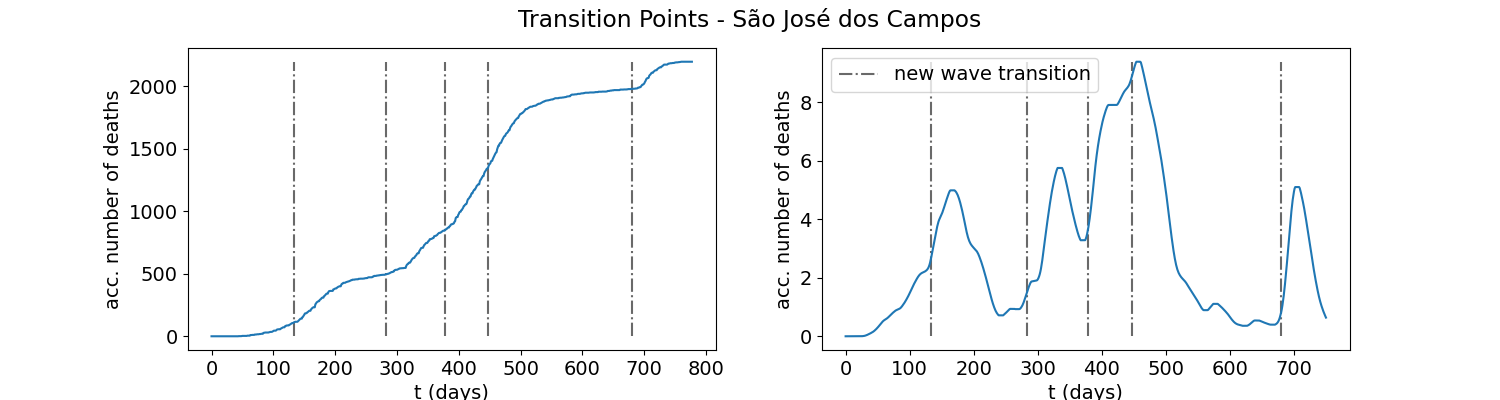 Transition Points - São José dos Campos
acc. number of deaths
2000
1500
1000
500
0
0 100 200 300 400 500 600 700 800
t (days)
new wave transition
acc. number of deaths
8
6
4
2
0
0 100 200 300 400 500 600 700
t (days)